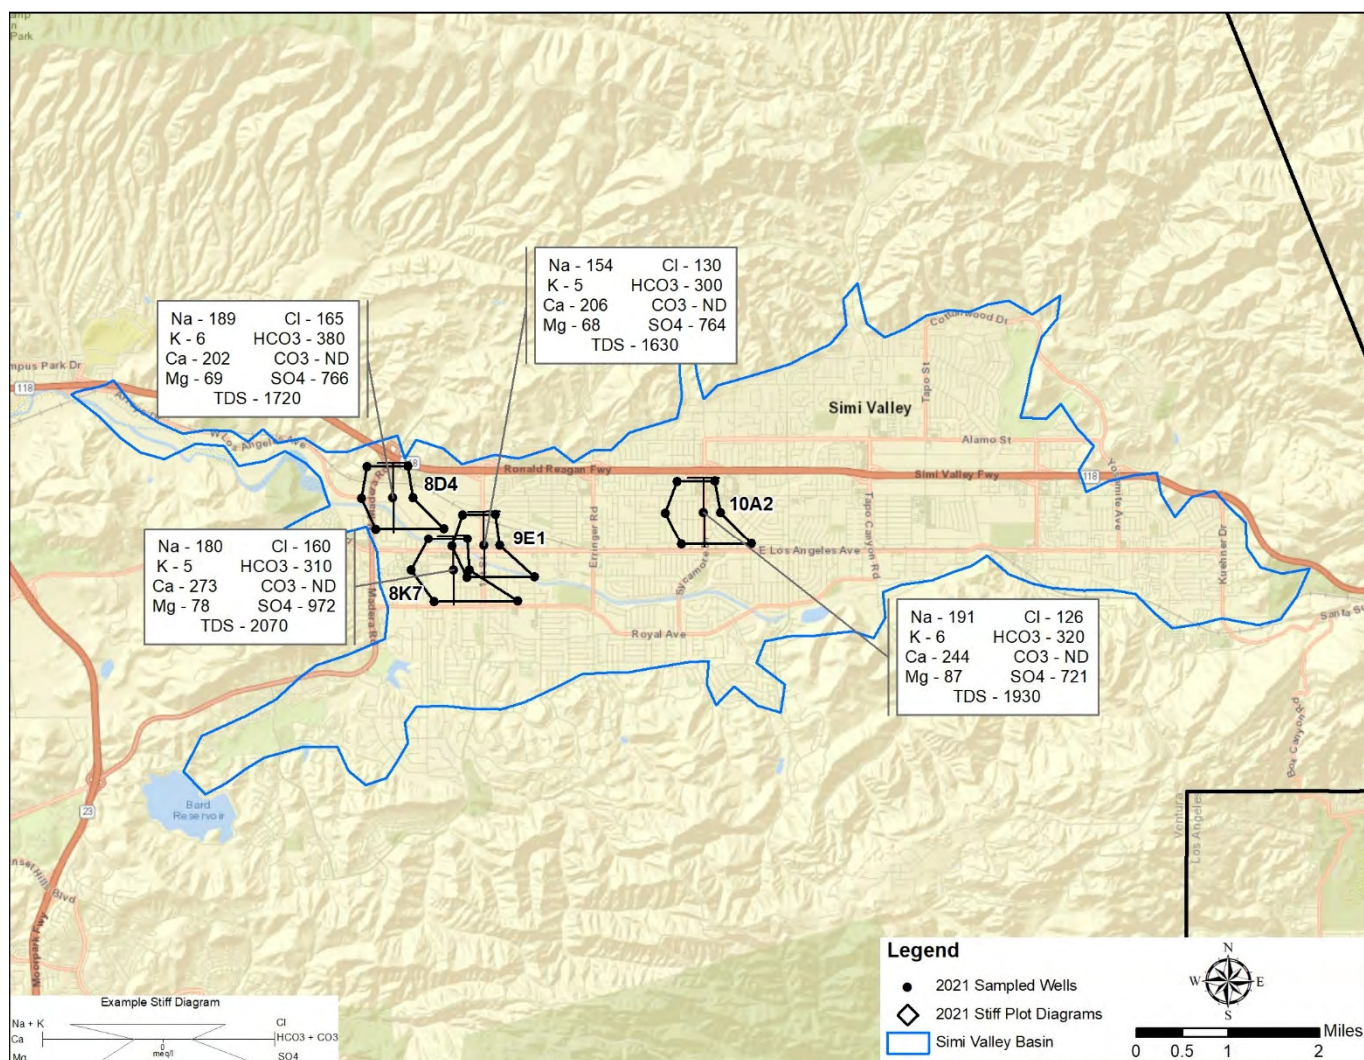 Park
Na - 154 Cl - 130
K - 5 HCO3 - 300
Ca - 206 CO3 - ND
Mg - 68 SO4 - 764
TDS - 1630
Na - 189 Cl - 165
K - 6 HCO3 - 380
Ca - 202 CO3 - ND
Mg - 69 SO4 - 766
TDS - 1720
Cottonwood Dr
mpus Park Dr
118
W Los Angeles Ave
Tapo St
Simi Valley
Alamo St
Yosemite Ave
Madera Rd
Ronald Reagan Fwy
Simi Valley Fwy
118
8D4
10A2
9E1
Erringer Rd
Sycamore
E Los Angeles Ave
Tapo Canyon Rd
Kuehner Dr
Na - 180 Cl - 160
K - 5 HCO3 - 310
Ca - 273 CO3 - ND
Mg - 78 SO4 - 972
TDS - 2070
8K7
Madera Rd
Royal Ave
Santa Su
Na - 191 Cl - 126
K - 6 HCO3 - 320
Ca - 244 CO3 - ND
Mg - 87 SO4 - 721
TDS - 1930
Box Canyon Rd
Bard
Reservoir
23
Ventura
Los Angeles
Moorpark Fwy
Legend
2021 Sampled Wells
2021 Stiff Plot Diagrams
Simi Valley Basin
N
W E
S
0 0.5 1 2
Miles
Example Stiff Diagram
Na + K Cl
Ca HCO3 + CO3
0
meq/l
Mg SO4